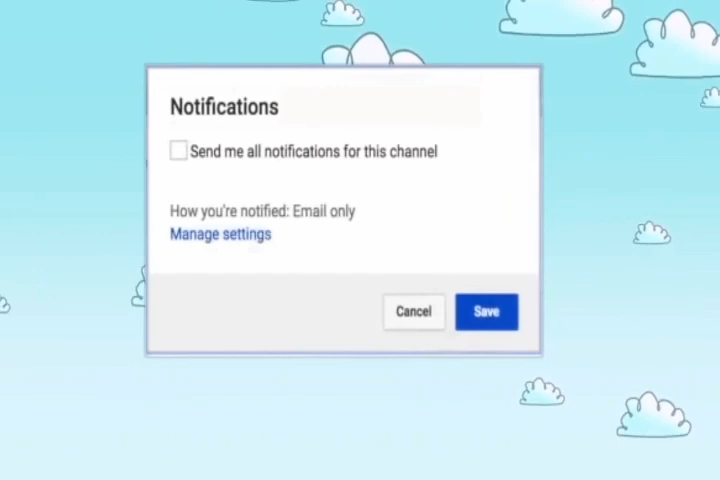 Notifications
Send me all notifications for this channel
How you're notified: Email only
Manage settings
Cancel
Save